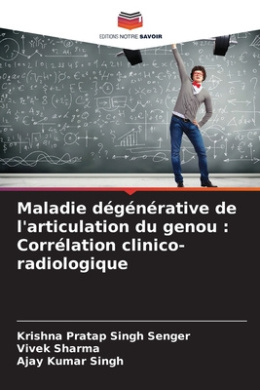 EDITIONS NOTRE SAVOIR
Maladie dégénérative de
l'articulation du genou :
Corrélation clinico-
radiologique
Krishna Pratap Singh Senger
Vivek Sharma
Ajay Kumar Singh